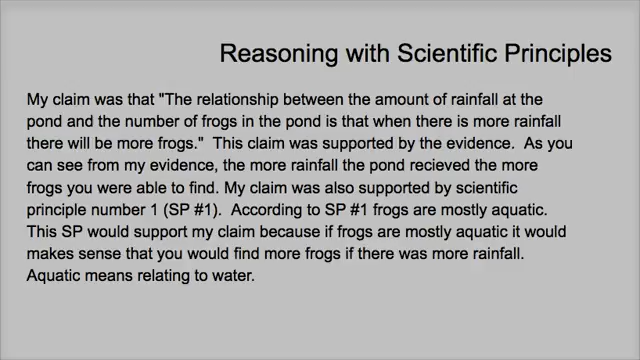 Reasoning with Scientific Principles
My claim was that "The relationship between the amount of rainfall at the
pond and the number of frogs in the pond is that when there is more rainfall
there will be more frogs."  This claim was supported by the evidence.  As you
can see from my evidence, the more rainfall the pond recieved the more
frogs you were able to find. My claim was also supported by scientific
principle number 1 (SP #1).  According to SP #1 frogs are mostly aquatic.
This SP would support my claim because if frogs are mostly aquatic it would
makes sense that you would find more frogs if there was more rainfall.
Aquatic means relating to water.